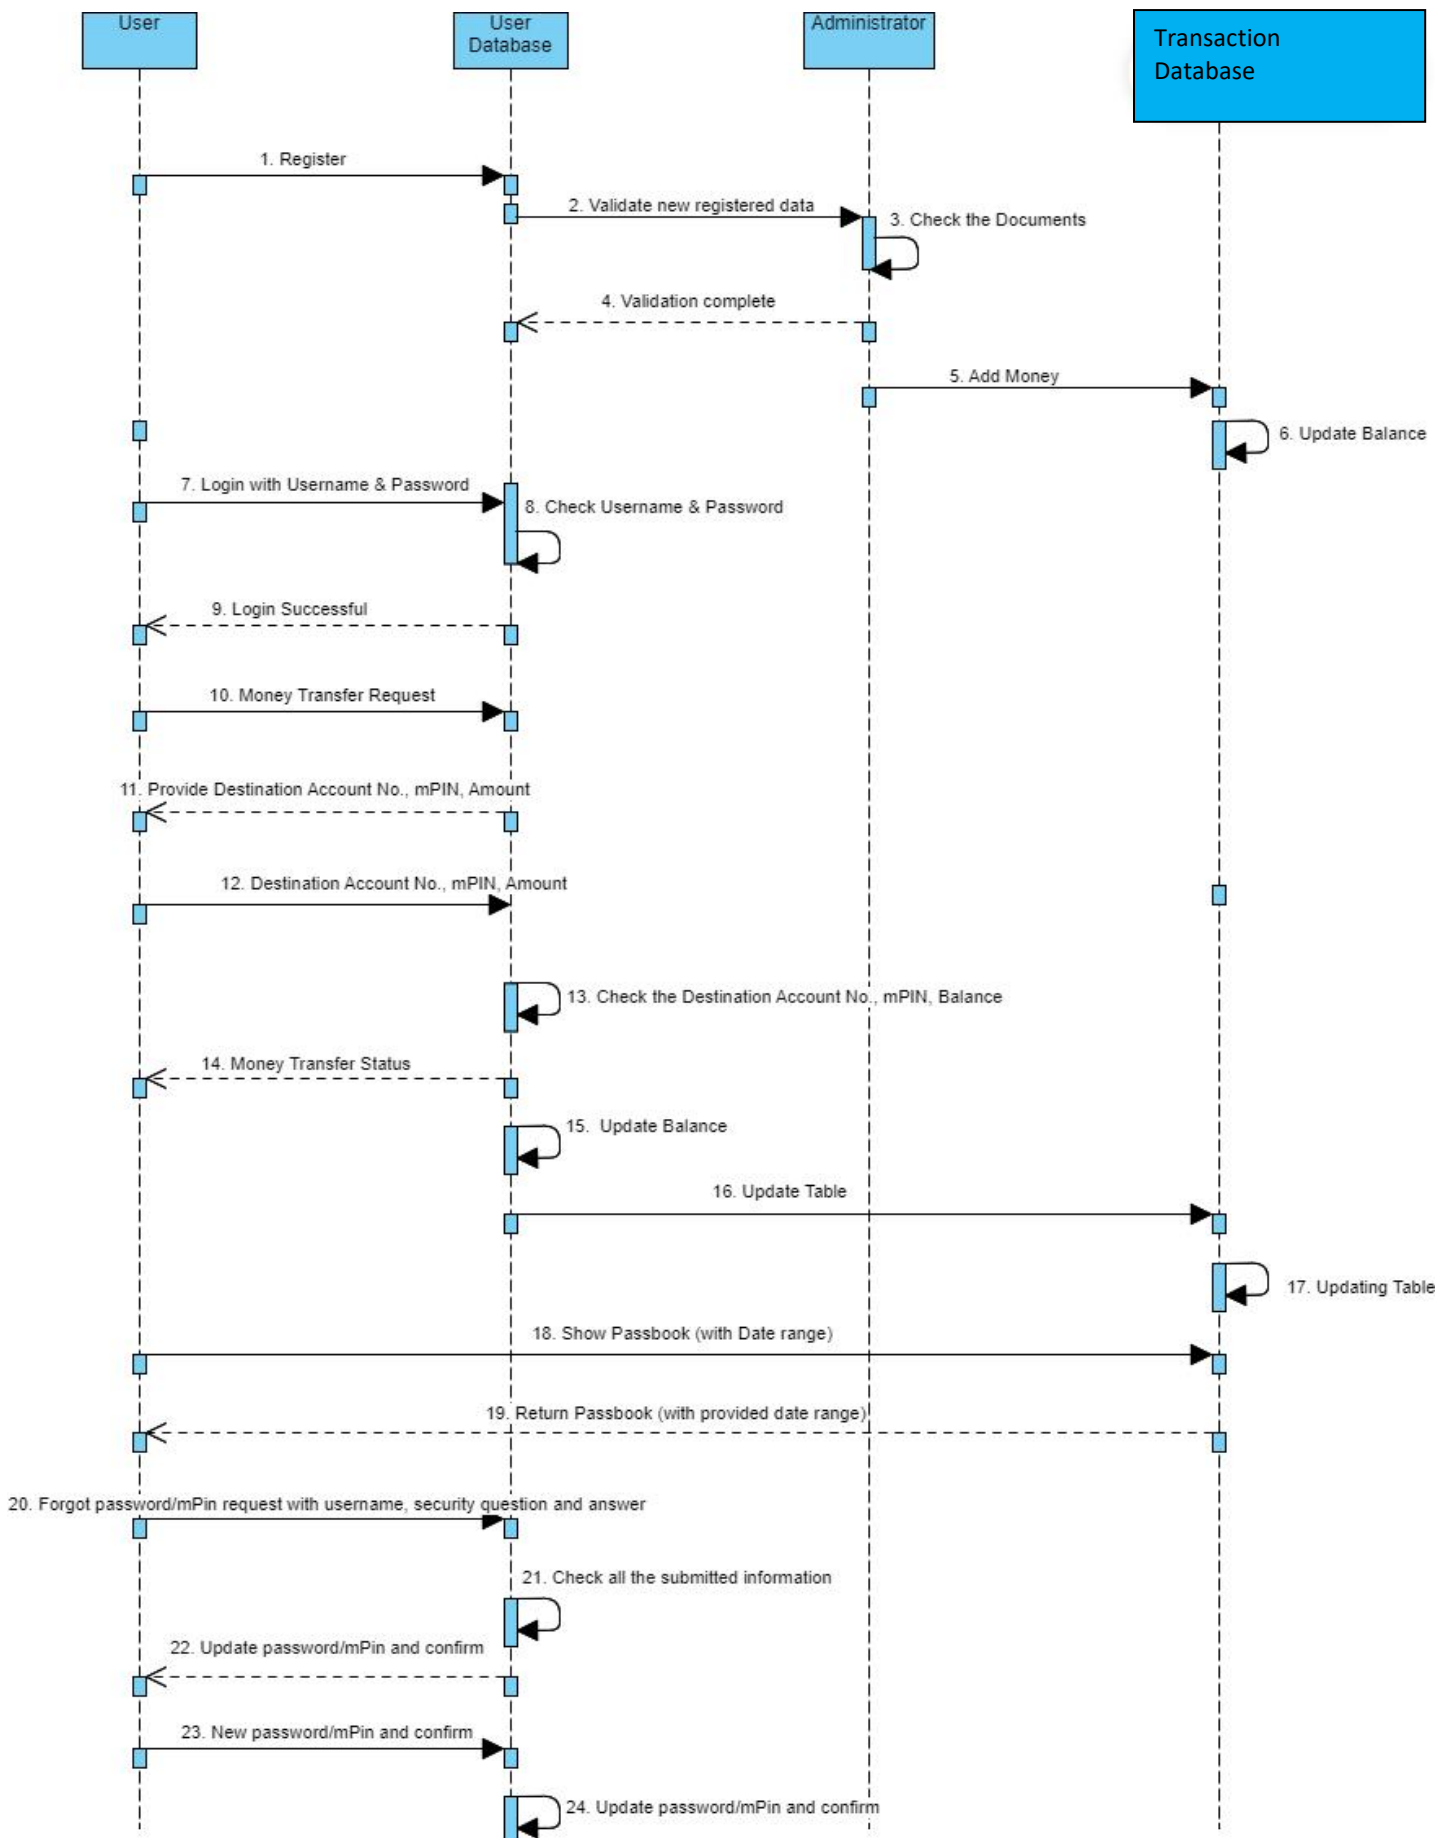 User
User
Database
Administrator
Transaction
Database
1. Register
2. Validate new registered data
3. Check the Documents
4. Validation complete
5. Add Money
6. Update Balance
7. Login with Username & Password
8. Check Username & Password
9. Login Successful
10. Money Transfer Request
11. Provide Destination Account No., mPIN, Amount
12. Destination Account No., mPIN, Amount
13. Check the Destination Account No., mPIN, Balance
14. Money Transfer Status
15.  Update Balance
16. Update Table
17. Updating Table
18. Show Passbook (with Date range)
19. Return Passbook (with provided date range)
20. Forgot password/mPin request with username, security question and answer
21. Check all the submitted information
22. Update password/mPin and confirm
23. New password/mPin and confirm
24. Update password/mPin and confirm